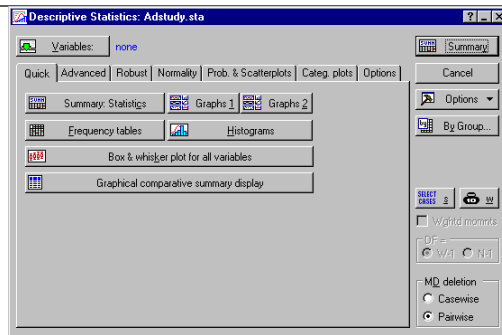 Descriptive Statistics: Adstudy.sta
Variables: none
Summary
Quick Advanced Robust Normality Prob. & Scatterplots Categ. plots Options
Cancel
Summary: Statistics Graphs 1 Graphs 2
Options
Frequency tables Histograms
By Group...
Box & whisker plot for all variables
Graphical comparative summary display
SELECT CASES S W
Wghtd momnts
DF =
W-1 N-1
MD deletion
Casewise
Pairwise